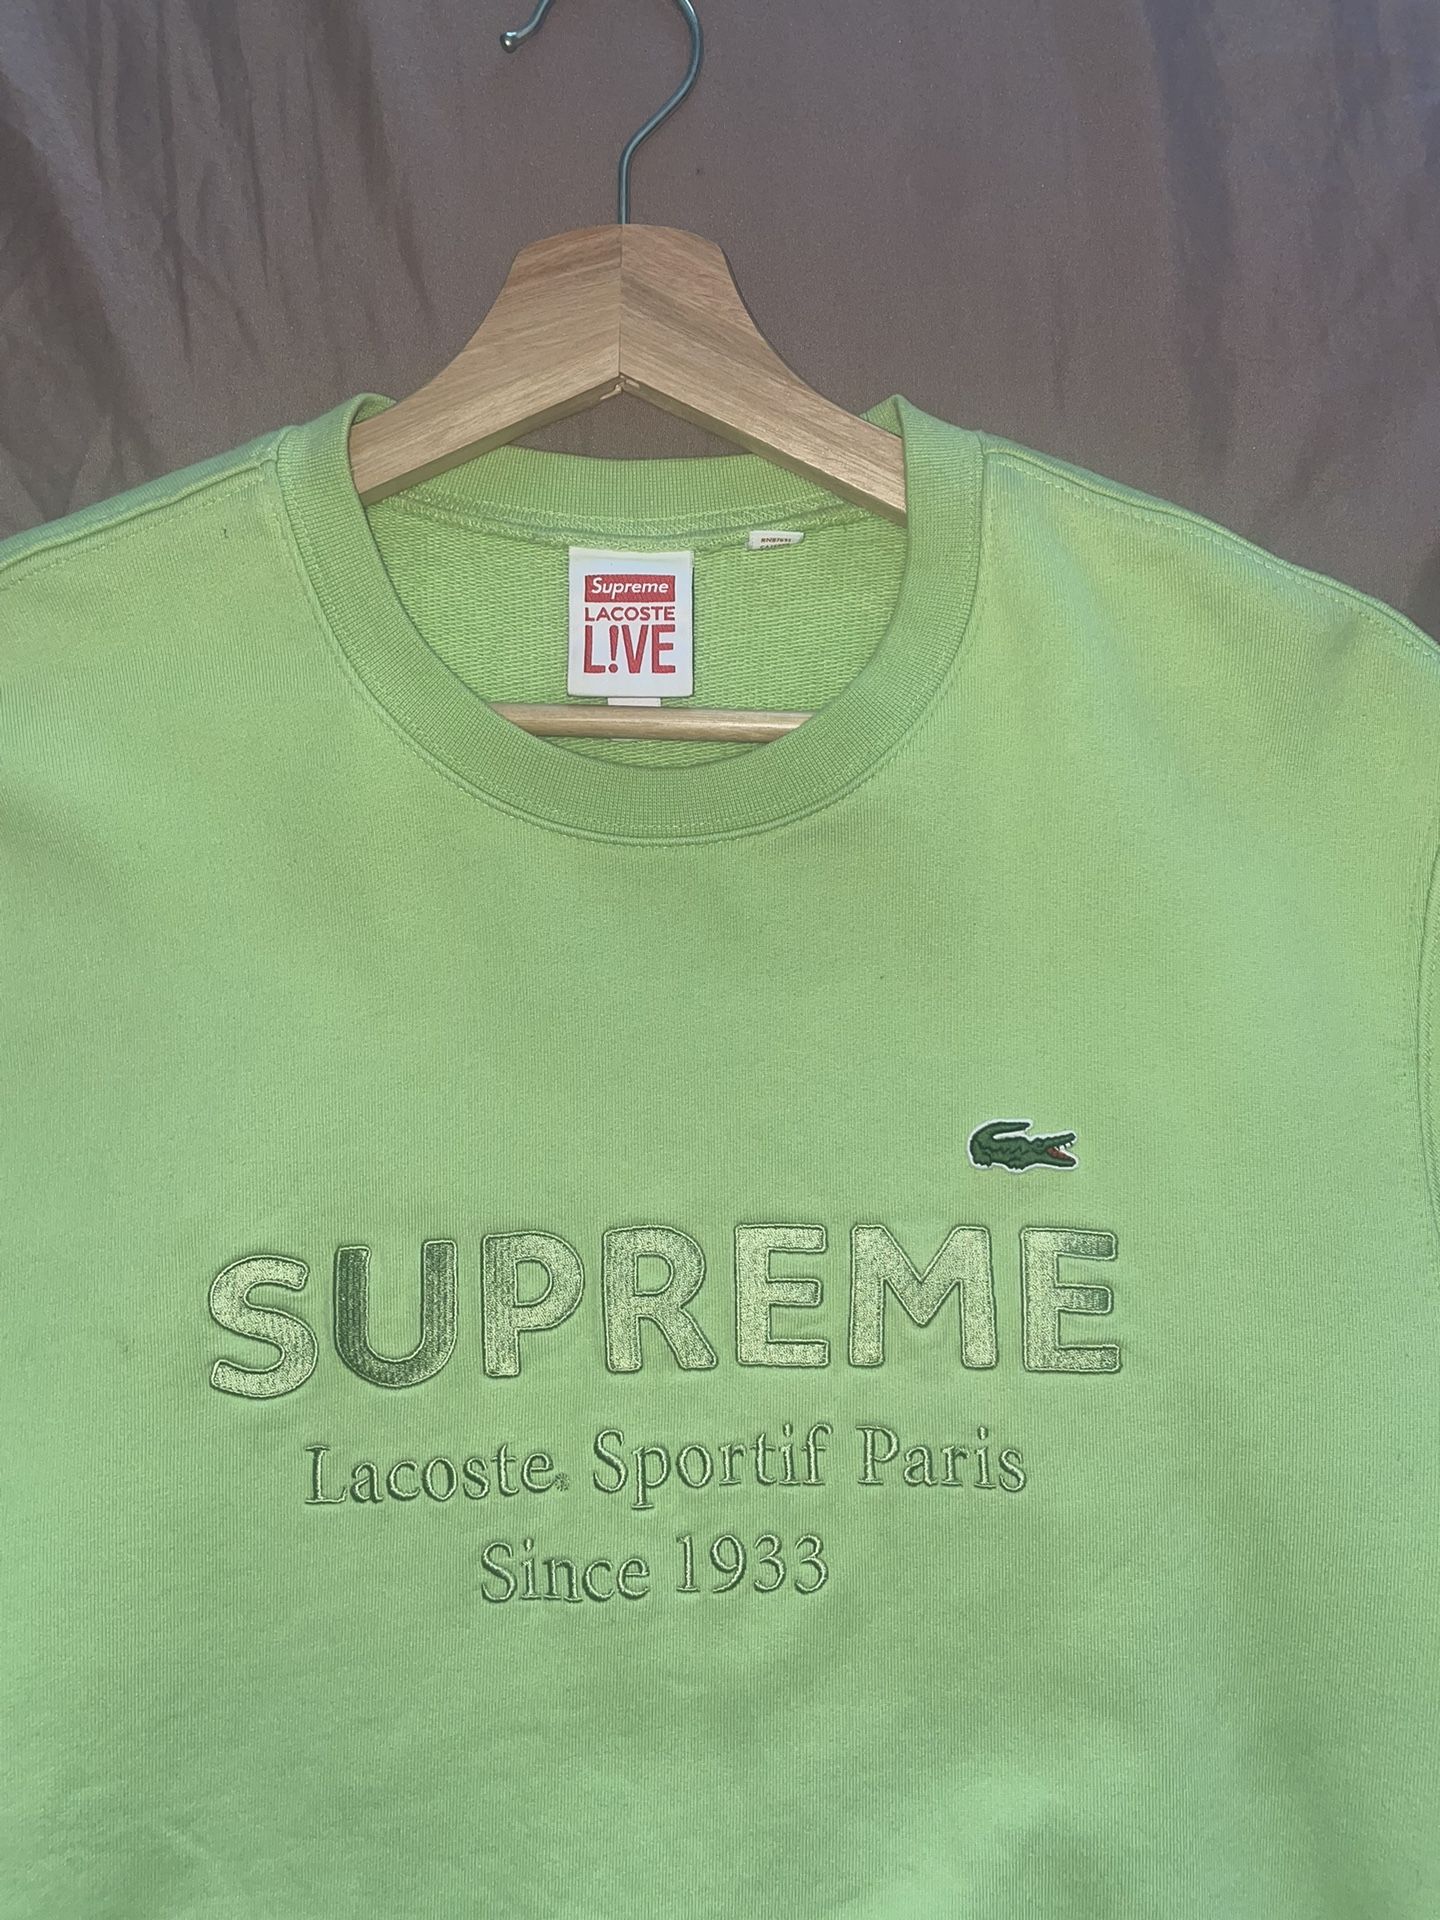 Supreme
LACOSTE
L!VE
SUPREME
Lacoste Sportif Paris
Since 1933